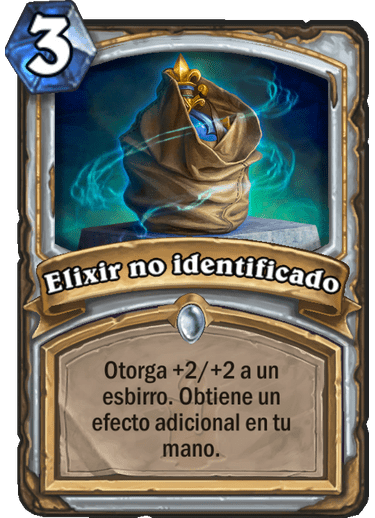 3
Elixir no identificado
Otorga +2/+2 a un
esbirro. Obtiene un
efecto adicional en tu
mano.